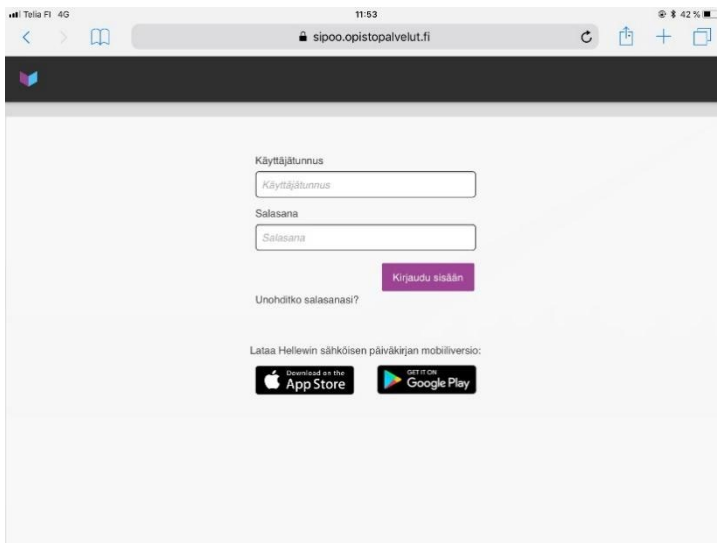 Telia FI 4G 11:53 42 %
sipoo.opistopalvelut.fi
Käyttäjätunnus
Käyttäjätunnus
Salasana
Salasana
Kirjaudu sisään
Unohditko salasanasi?
Lataa Hellewin sähköisen päiväkirjan mobiiliversio:
Download on the
App Store
GET IT ON
Google Play